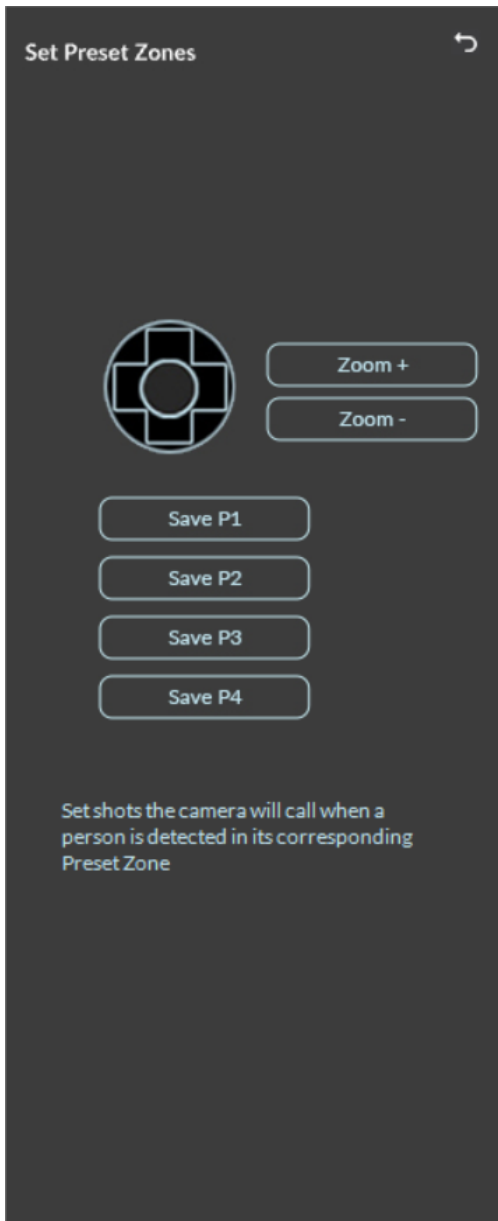 Set Preset Zones
Zoom +
Zoom -
Save P1
Save P2
Save P3
Save P4
Set shots the camera will call when a
person is detected in its corresponding
Preset Zone